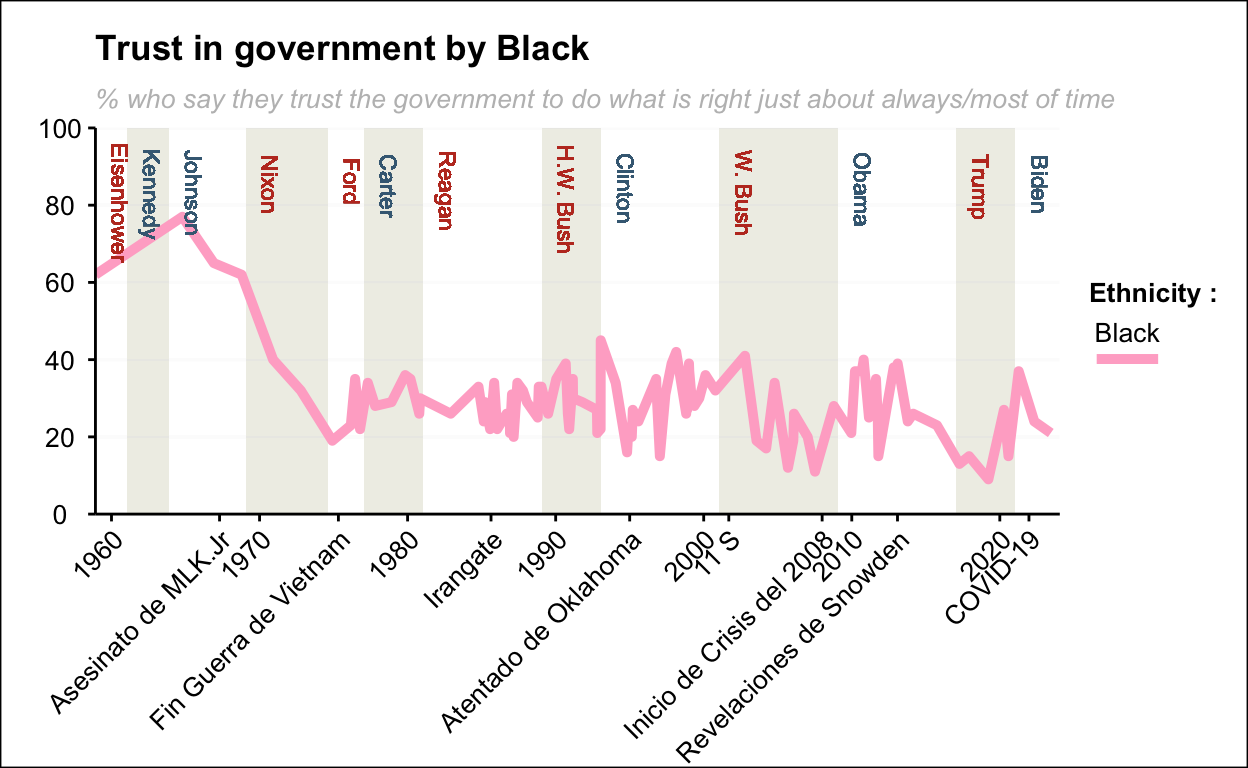 Trust in government by Black
% who say they trust the government to do what is right just about always/most of time
100
80
60
40
20
0
Eisenhower
Kennedy
Johnson
Nixon
Ford
Carter
Reagan
H.W. Bush
Clinton
W. Bush
Obama
Trump
Biden
Ethnicity :
Black
1960
Asesinato de MLK.Jr
1970
Fin Guerra de Vietnam
1980
Irangate
1990
Atentado de Oklahoma
2000
11 S
Inicio de Crisis del 2008
2010
Revelaciones de Snowden
2020
COVID-19